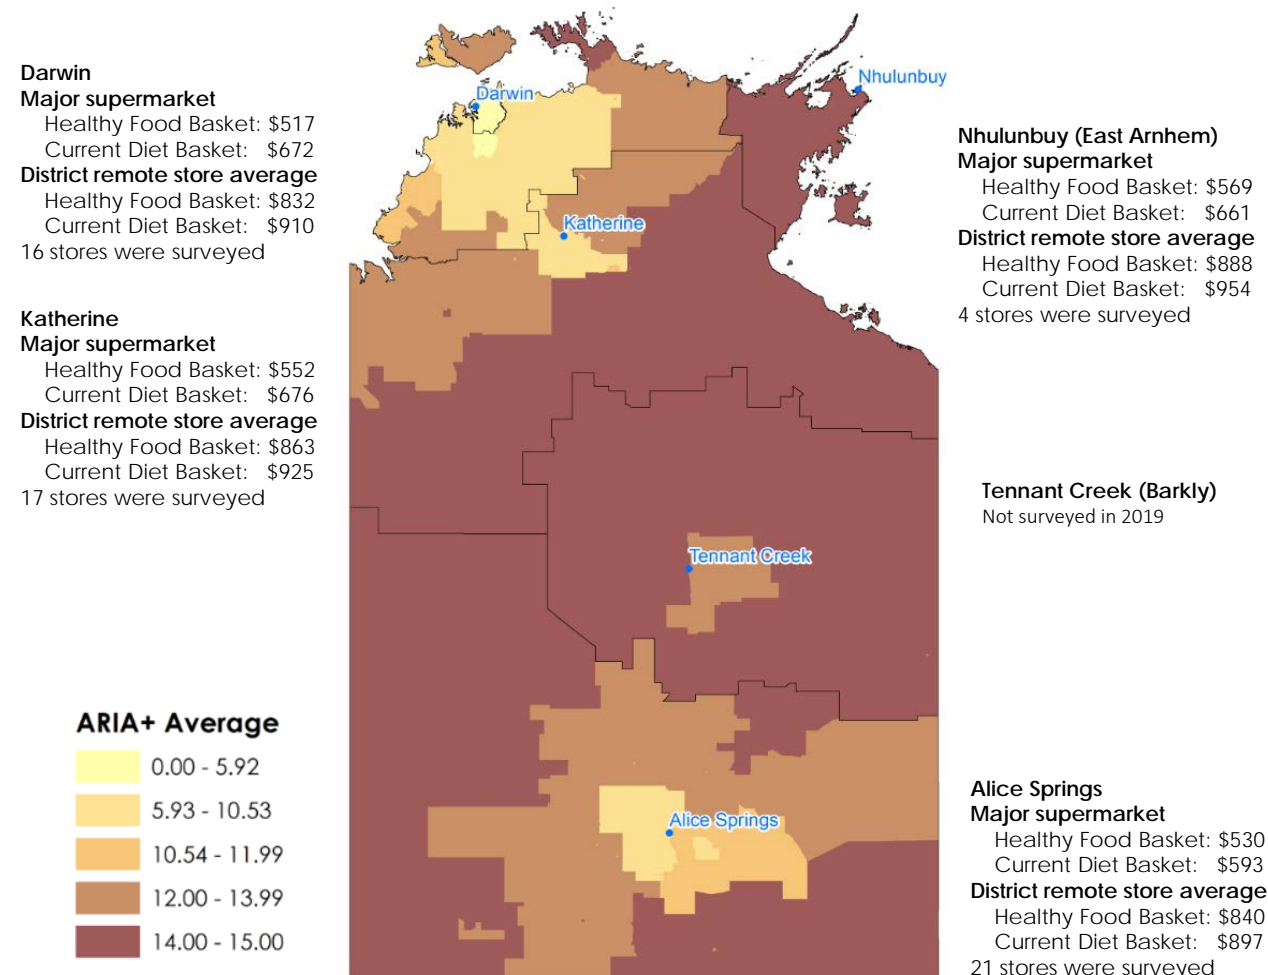 Darwin
Major supermarket
Healthy Food Basket: $517
Current Diet Basket: $672
District remote store average
Healthy Food Basket: $832
Current Diet Basket: $910
16 stores were surveyed
Katherine
Major supermarket
Healthy Food Basket: $552
Current Diet Basket: $676
District remote store average
Healthy Food Basket: $863
Current Diet Basket: $925
17 stores were surveyed
ARIA+ Average
0.00 - 5.92
5.93 - 10.53
10.54 - 11.99
12.00 - 13.99
14.00 - 15.00
Darwin
Nhulunbuy
Katherine
Tennant Creek
Alice Springs
Nhulunbuy (East Arnhem)
Major supermarket
Healthy Food Basket: $569
Current Diet Basket: $661
District remote store average
Healthy Food Basket: $888
Current Diet Basket: $954
4 stores were surveyed
Tennant Creek (Barkly)
Not surveyed in 2019
Alice Springs
Major supermarket
Healthy Food Basket: $530
Current Diet Basket: $593
District remote store average
Healthy Food Basket: $840
Current Diet Basket: $897
21 stores were surveyed